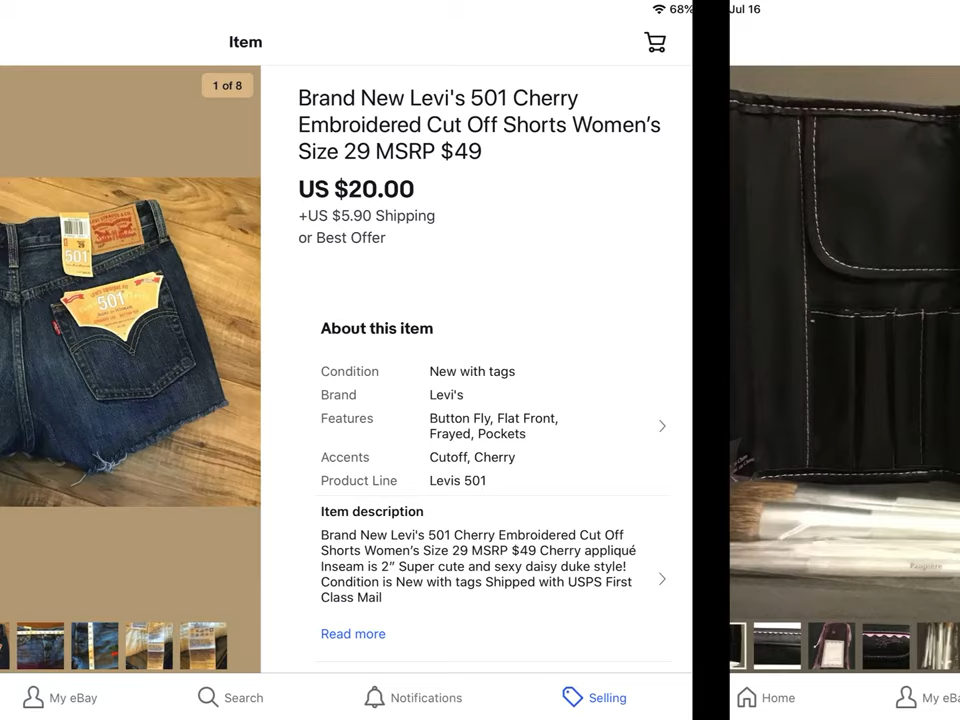 68%
Item
1 of 8
Brand New Levi's 501 Cherry
Embroidered Cut Off Shorts Women's
Size 29 MSRP $49
US $20.00
+US $5.90 Shipping
or Best Offer
About this item
Condition New with tags
Brand Levi's
Features Button Fly, Flat Front,
Frayed, Pockets
Accents Cutoff, Cherry
Product Line Levis 501
Item description
Brand New Levi's 501 Cherry Embroidered Cut Off
Shorts Women's Size 29 MSRP $49 Cherry appliqué
Inseam is 2” Super cute and sexy daisy duke style!
Condition is New with tags Shipped with USPS First
Class Mail
Read more
My eBay
Search
Notifications
Selling
501
29
501
Jul 16
Home
My eBa